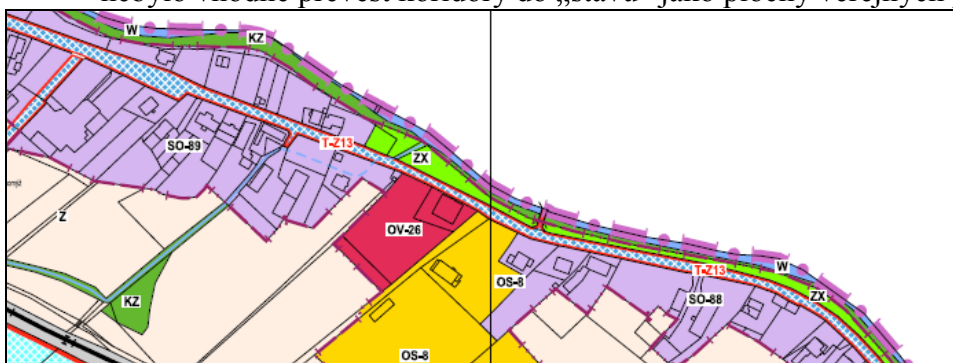 W
KZ
T-Z13
SO-89
ZX
Z
OV-26
W
T-Z13
OS-8
KZ
SO-88
ZX
OS-8